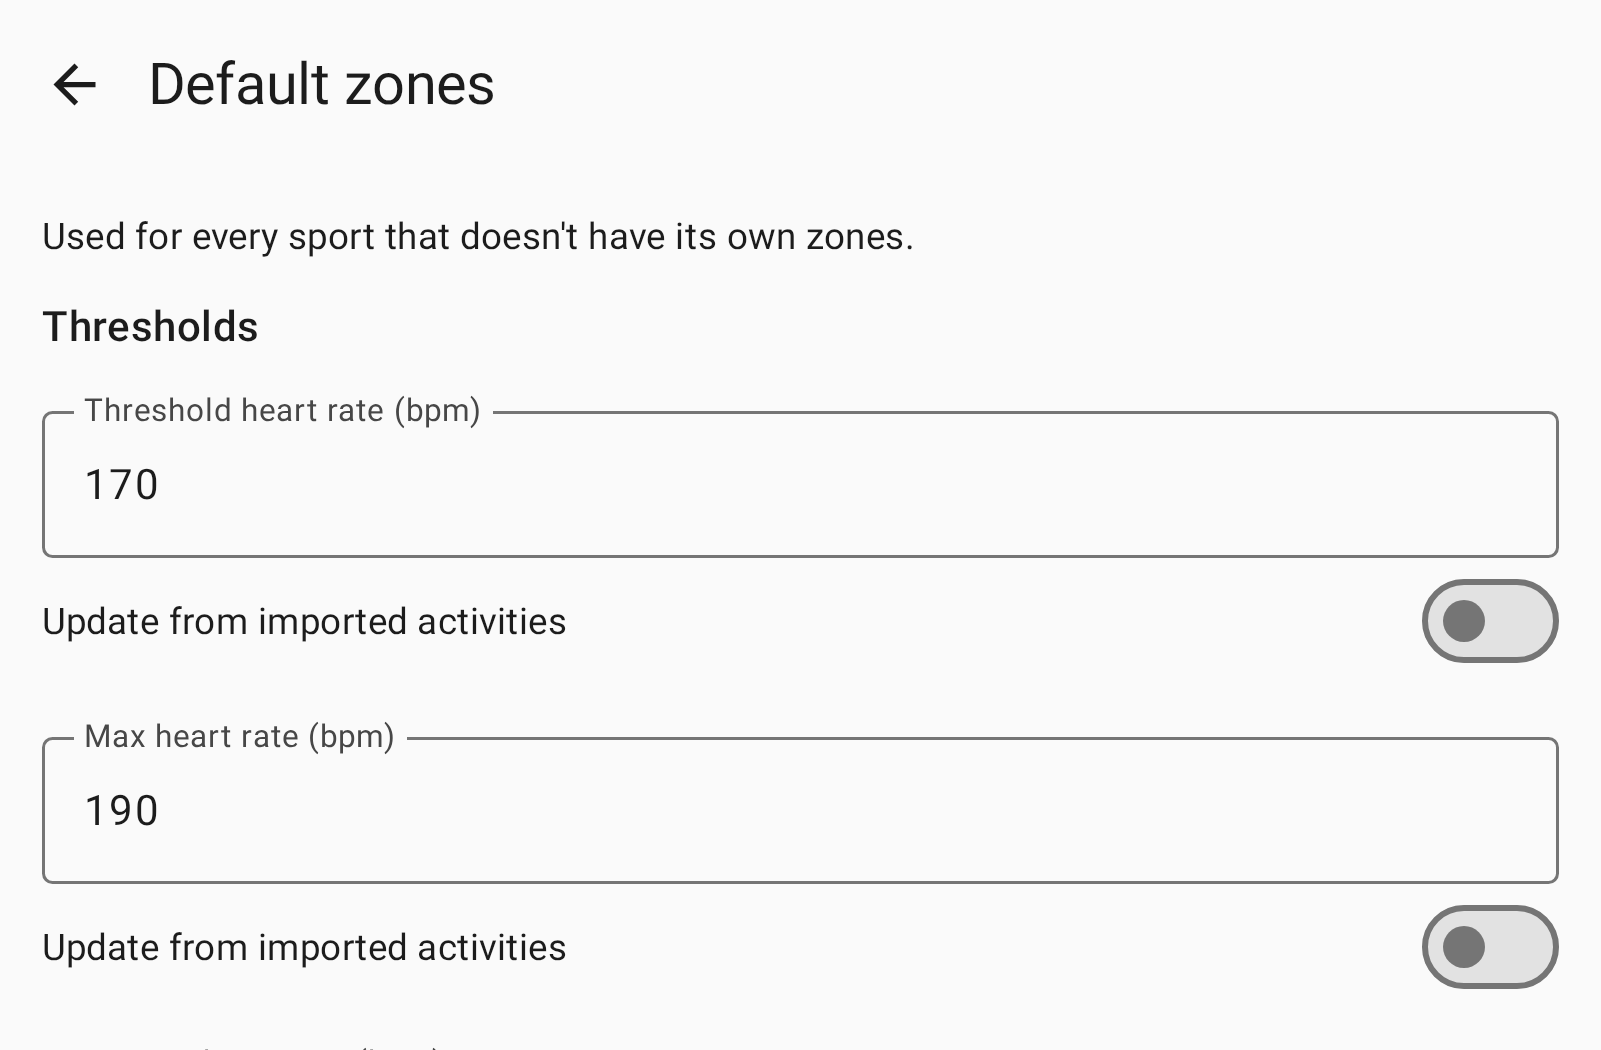 Default zones
Used for every sport that doesn't have its own zones.
Thresholds
Threshold heart rate (bpm)
170
Update from imported activities
Max heart rate (bpm)
190
Update from imported activities